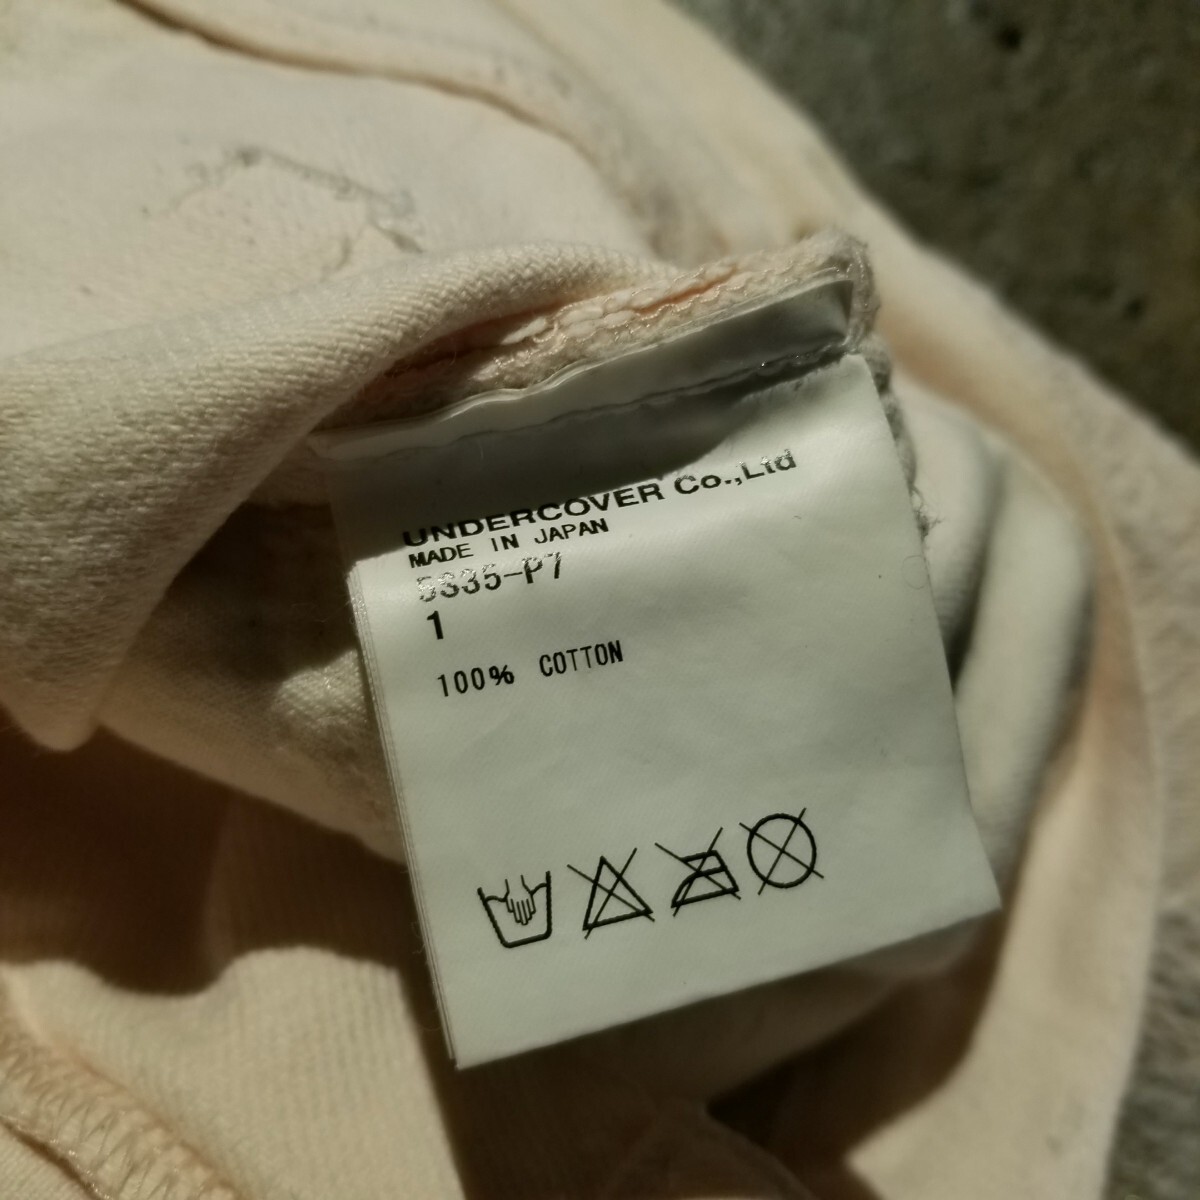 UNDERCOVER Co.,Ltd
MADE IN JAPAN
5S35-P7
1
100% COTTON